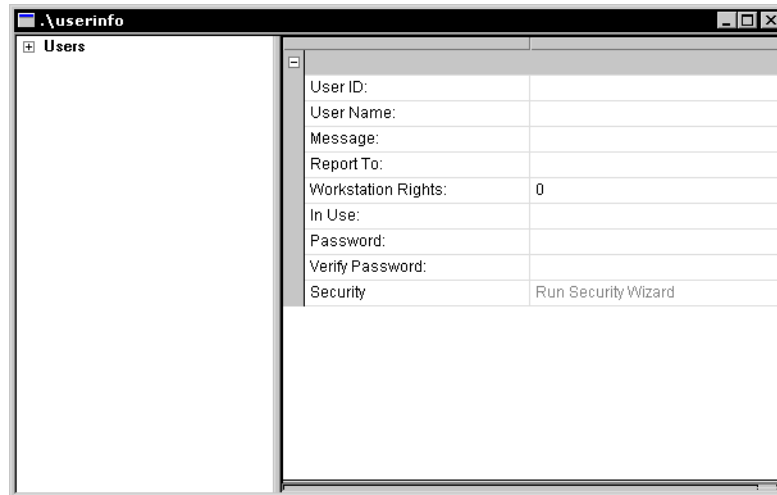 .\userinfo
Users
User ID:
User Name:
Message:
Report To:
Workstation Rights: 0
In Use:
Password:
Verify Password:
Security Run Security Wizard